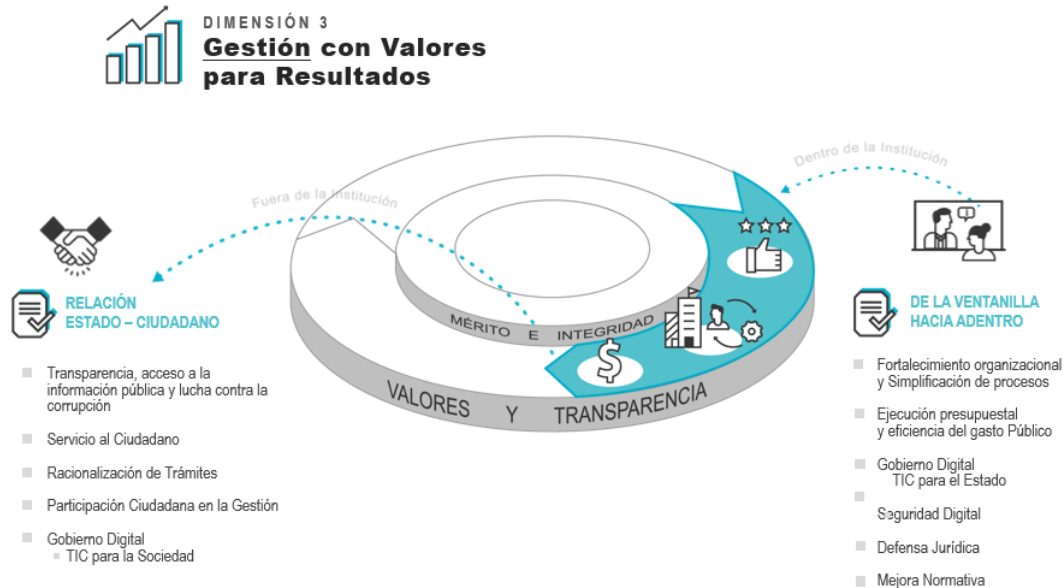 DIMENSIÓN 3
Gestión con Valores
para Resultados
Fuera de la Institución
Dentro de la Institución
RELACIÓN
ESTADO – CIUDADANO
Transparencia, acceso a la
información pública y lucha contra la
corrupción
Servicio al Ciudadano
Racionalización de Trámites
Participación Ciudadana en la Gestión
Gobierno Digital
TIC para la Sociedad
MÉRITO E INTEGRIDAD
VALORES Y TRANSPARENCIA
$
DE LA VENTANILLA
HACIA ADENTRO
Fortalecimiento organizacional
y Simplificación de procesos
Ejecución presupuestal
y eficiencia del gasto Público
Gobierno Digital
TIC para el Estado
Seguridad Digital
Defensa Jurídica
Mejora Normativa